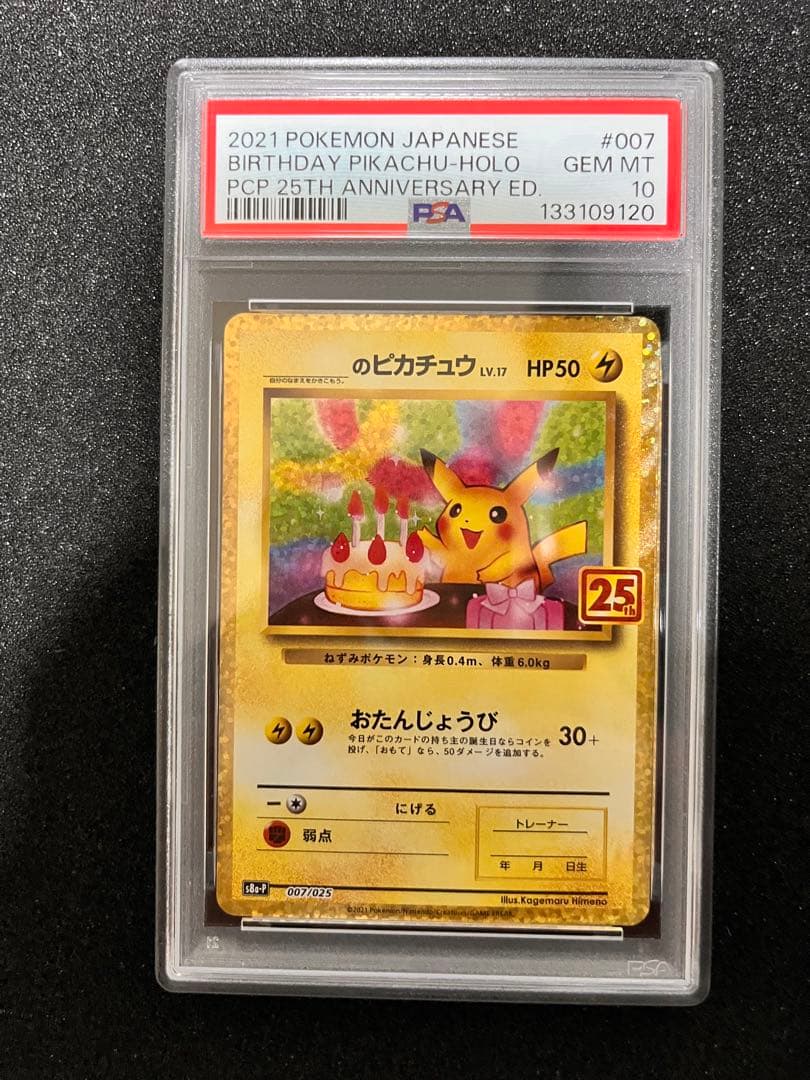 2021 POKEMON JAPANESE #007
BIRTHDAY PIKACHU-HOLO GEM MT
PCP 25TH ANNIVERSARY ED. 10
PSA 133109120
のピカチュウ LV.17 HP50
自分のなまえをかきこもう。
25th
ねずみポケモン:身長0.4m、体重6.0kg
おたんじょうび 30+
今日がこのカードの持ち主の誕生日ならコインを
投げ、「おもて」なら、50ダメージを追加する。
にげる
弱点
トレーナー
年 月 日生
s8a-P 007/025
Illus.Kagemaru Himeno
©2021 Pokémon/Nintendo/Creatures/GAME FREAK.
PSA